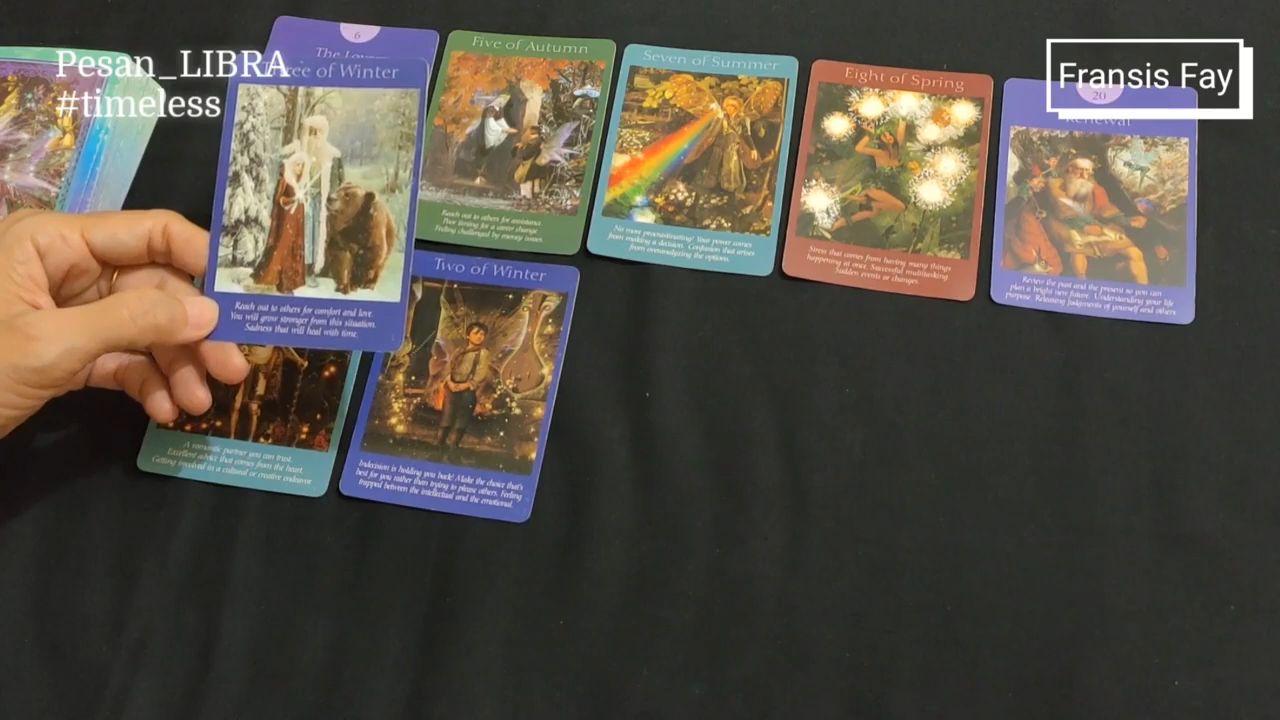 Pesan_LIBRA
#timeless
Fransis Fay
6
The Lovers
Three of Winter
Reach out to others for comfort and love.
You will grow stronger from this situation.
Sadness that will heal with time.
Five of Autumn
Reach out to others for assistance.
Poor timing for a career change.
Feeling challenged by money issues.
Seven of Summer
No more procrastinating! Your power comes
from making a decision. Confusion that arises
from overanalyzing the options.
Eight of Spring
Stress that comes from having many things
happening at once. Successful multitasking
Sudden events or changes.
20
Renewal
Review the past and the present so you can
plan a bright new future. Understanding your life
purpose. Releasing judgments of yourself and others
A romantic partner you can trust.
Excellent advice that comes from the heart.
Getting involved in a cultural or creative endeavor
Two of Winter
Indecision is holding you back! Make the choice that's
best for you rather than trying to please others. Feeling
trapped between the intellectual and the emotional.